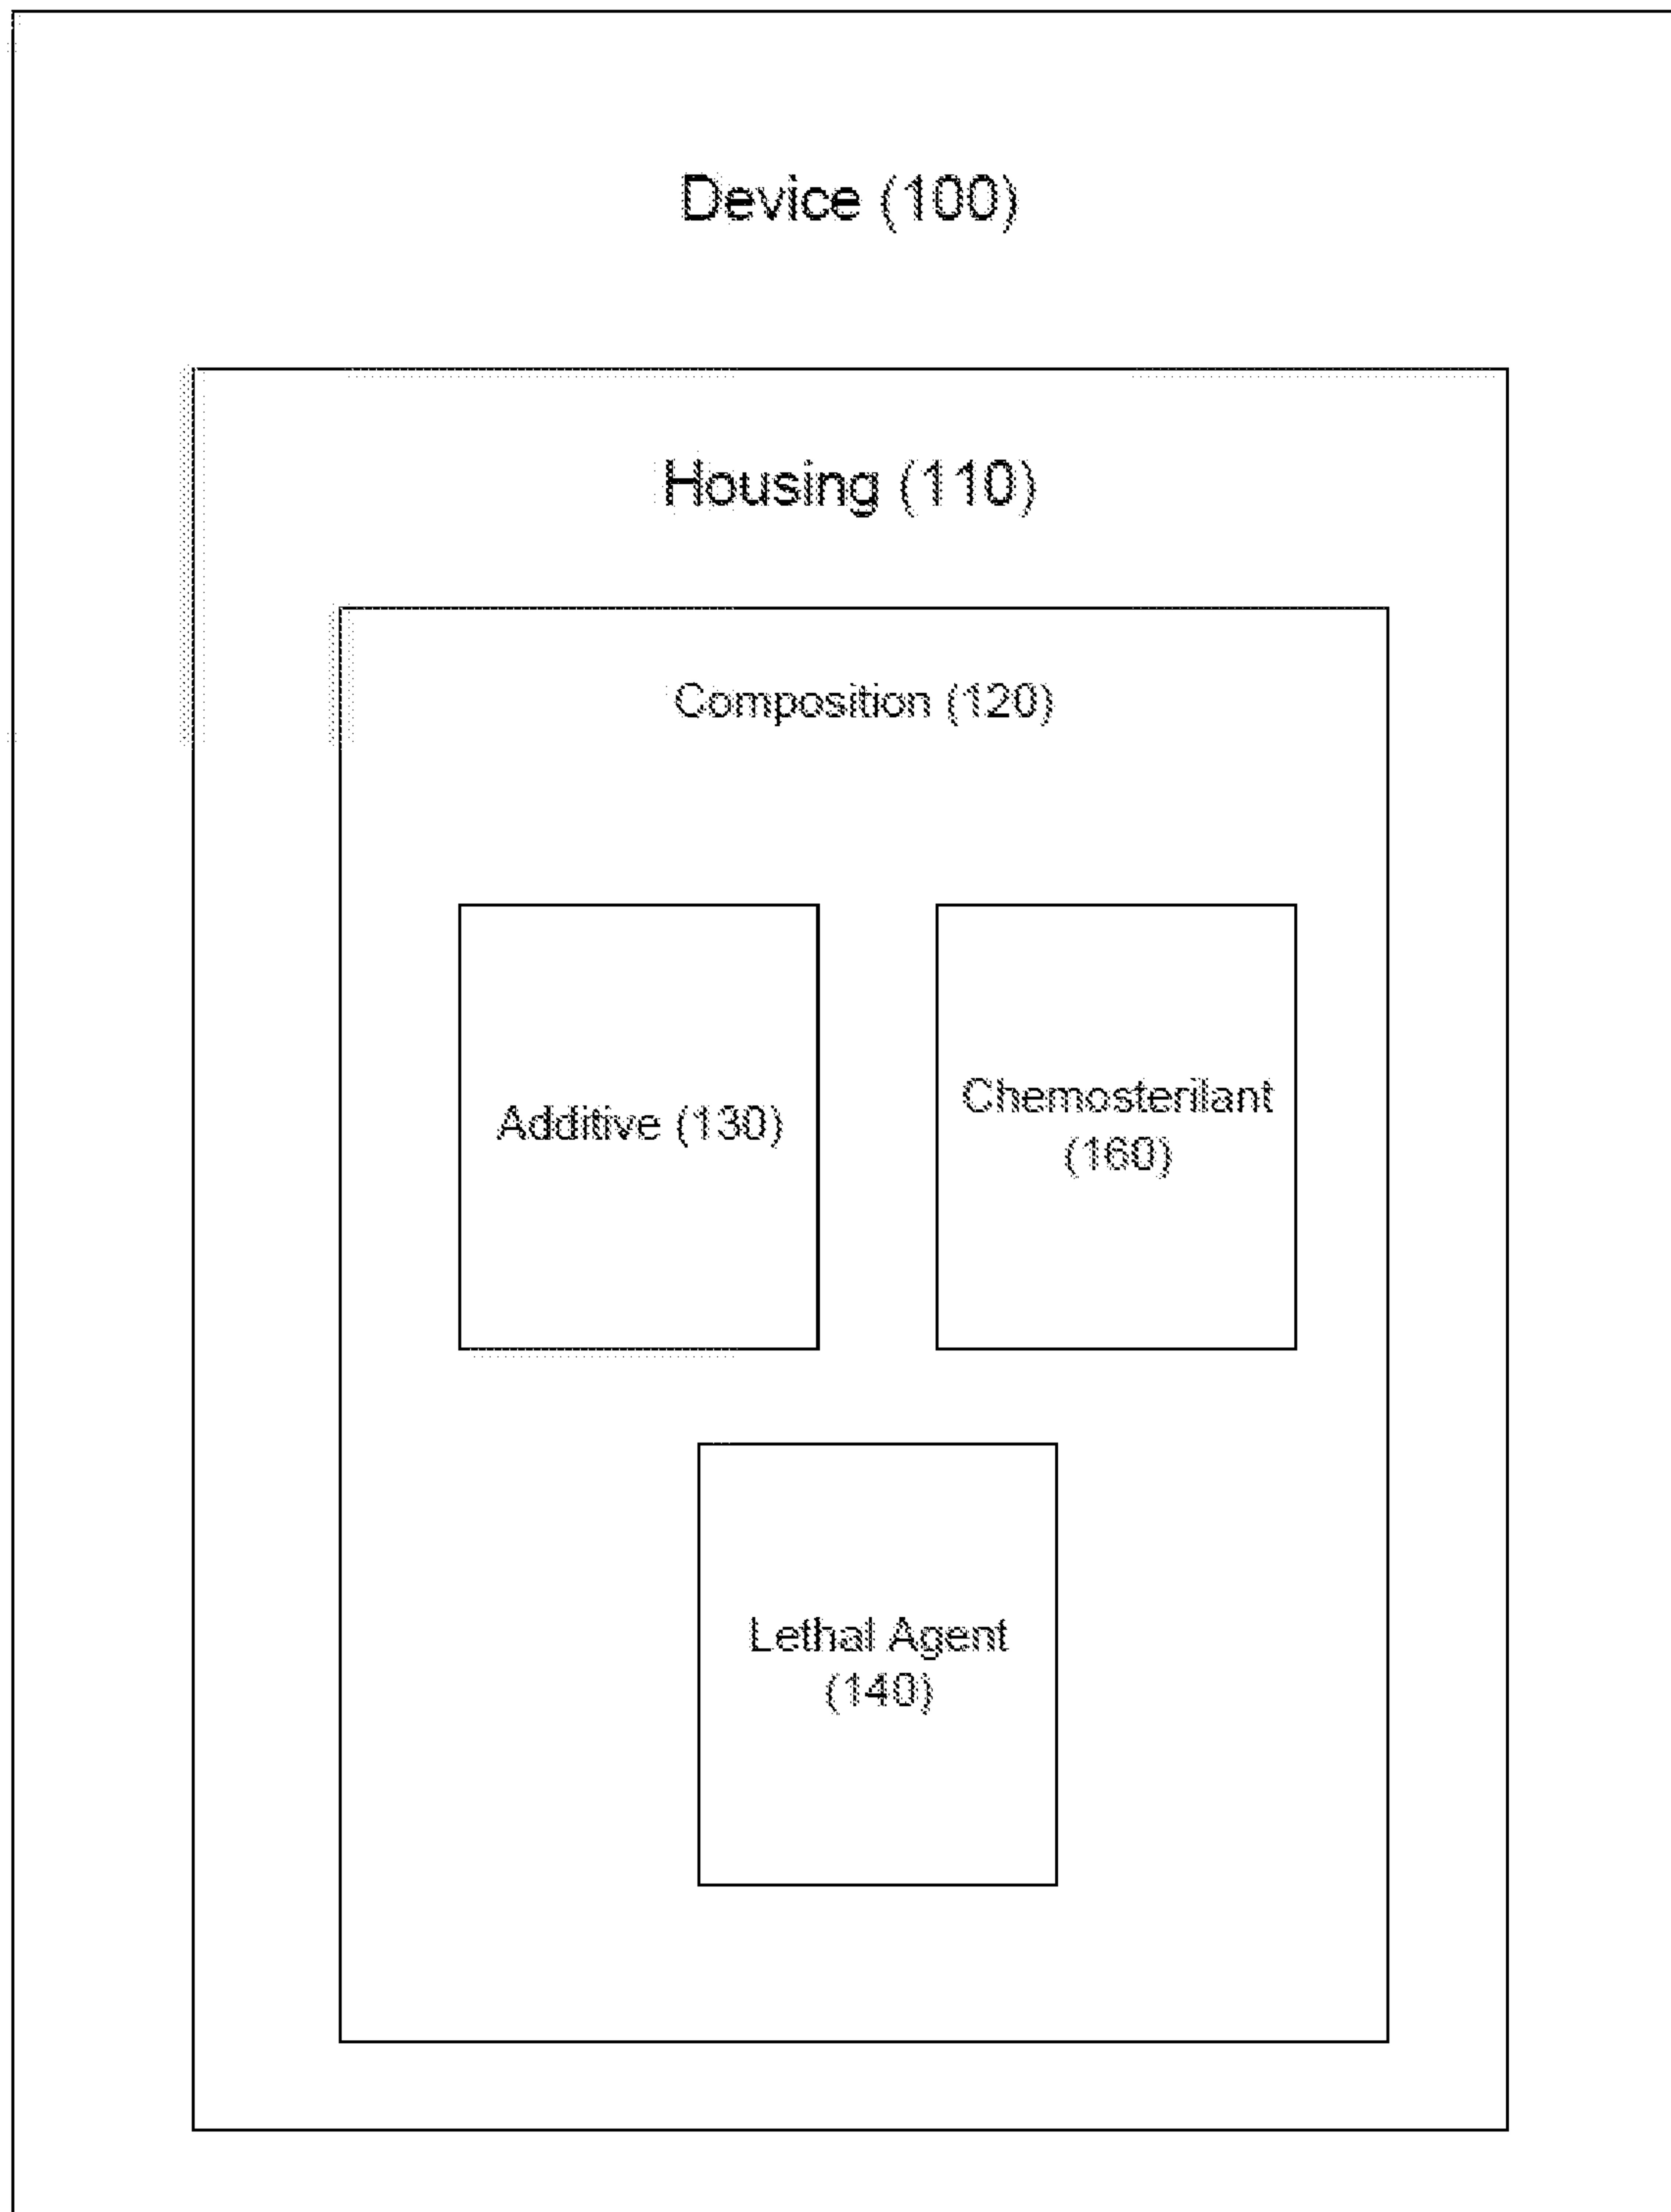 Device (100)
Housing (110)
Composition (120)
Additive (130)
Chemosterilant
(160)
Lethal Agent
(140)